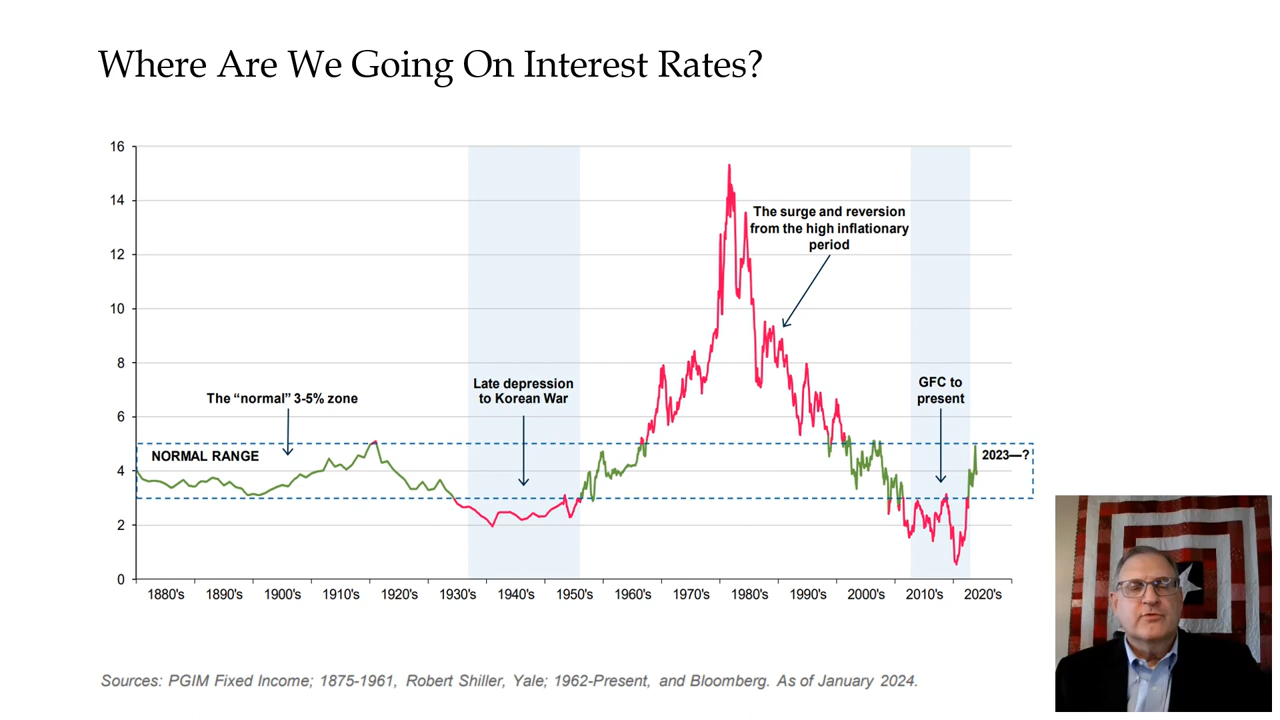 Where Are We Going On Interest Rates?
16
14
12
10
8
6
4
2
0
The surge and reversion
from the high inflationary
period
Late depression
to Korean War
GFC to
present
The “normal” 3-5% zone
NORMAL RANGE
2023—?
1880's 1890's 1900's 1910's 1920's 1930's 1940's 1950's 1960's 1970's 1980's 1990's 2000's 2010's 2020's
Sources: PGIM Fixed Income; 1875-1961, Robert Shiller, Yale; 1962-Present, and Bloomberg. As of January 2024.